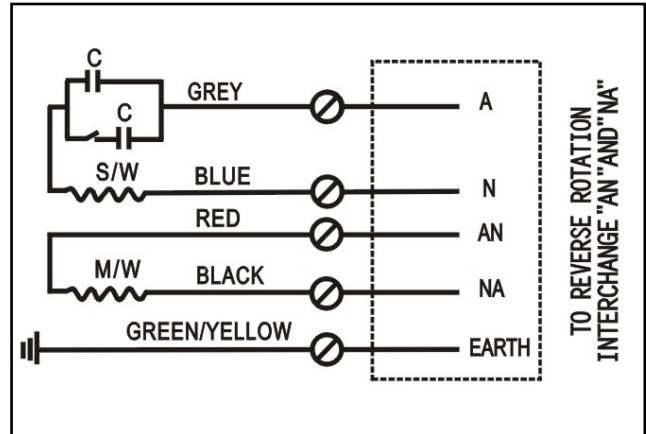 C
GREY
A
C
S/W
BLUE
N
RED
AN
M/W
BLACK
NA
GREEN/YELLOW
EARTH
TO REVERSE ROTATION
INTERCHANGE "AN"AND"NA"